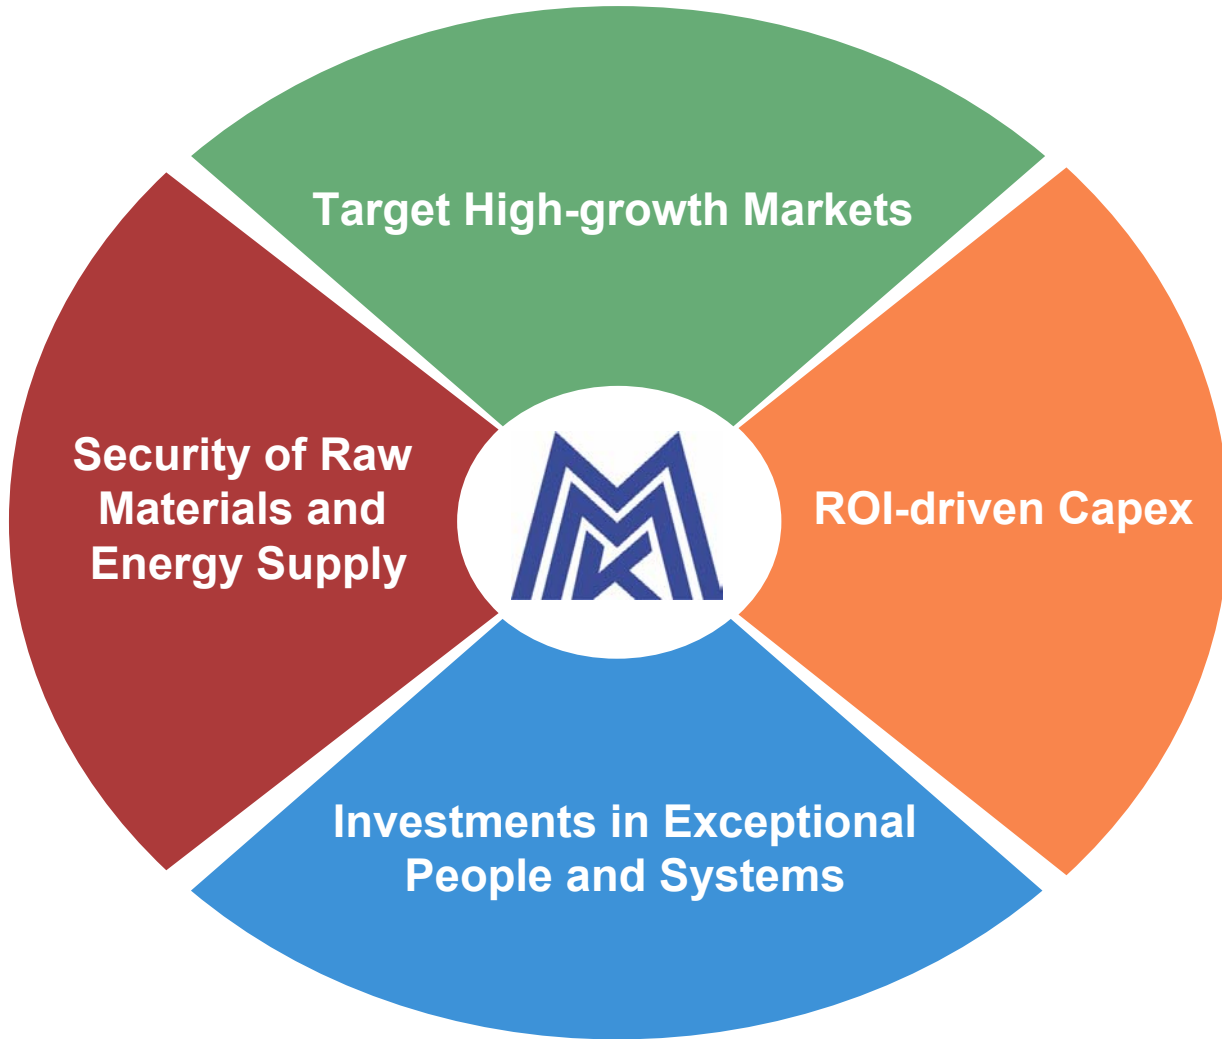 Target High-growth Markets
Security of Raw
Materials and
Energy Supply
MMK
ROI-driven Capex
Investments in Exceptional
People and Systems